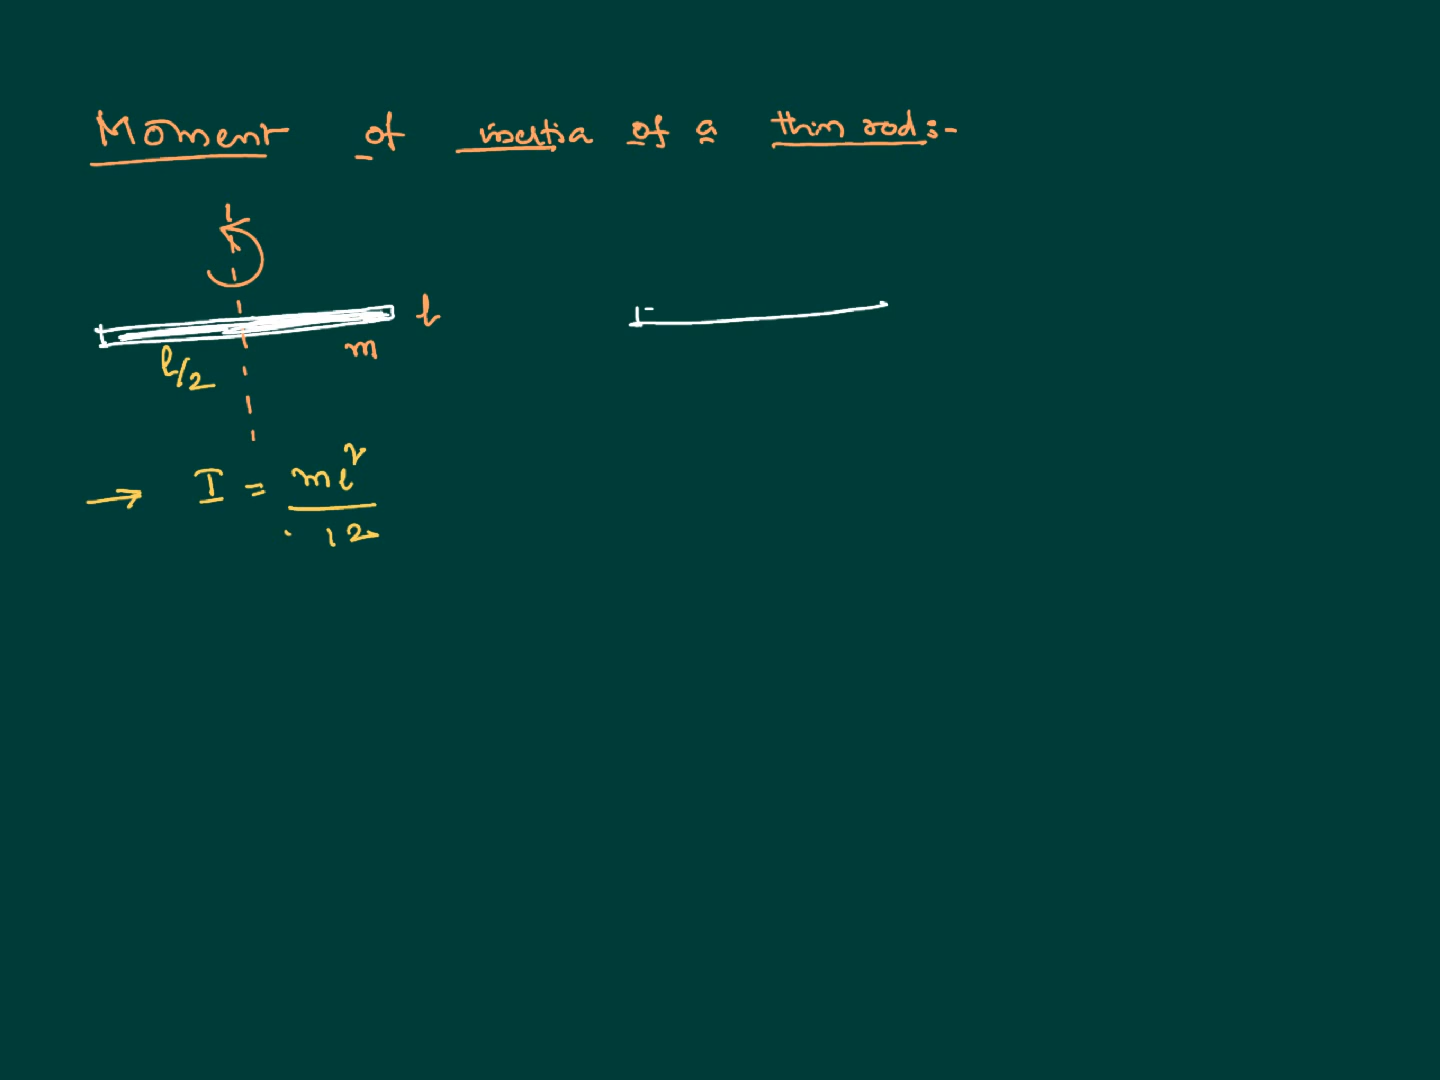 Moment of inertia of a thin rod :-
l
m
l/2
→ I = ml²/12